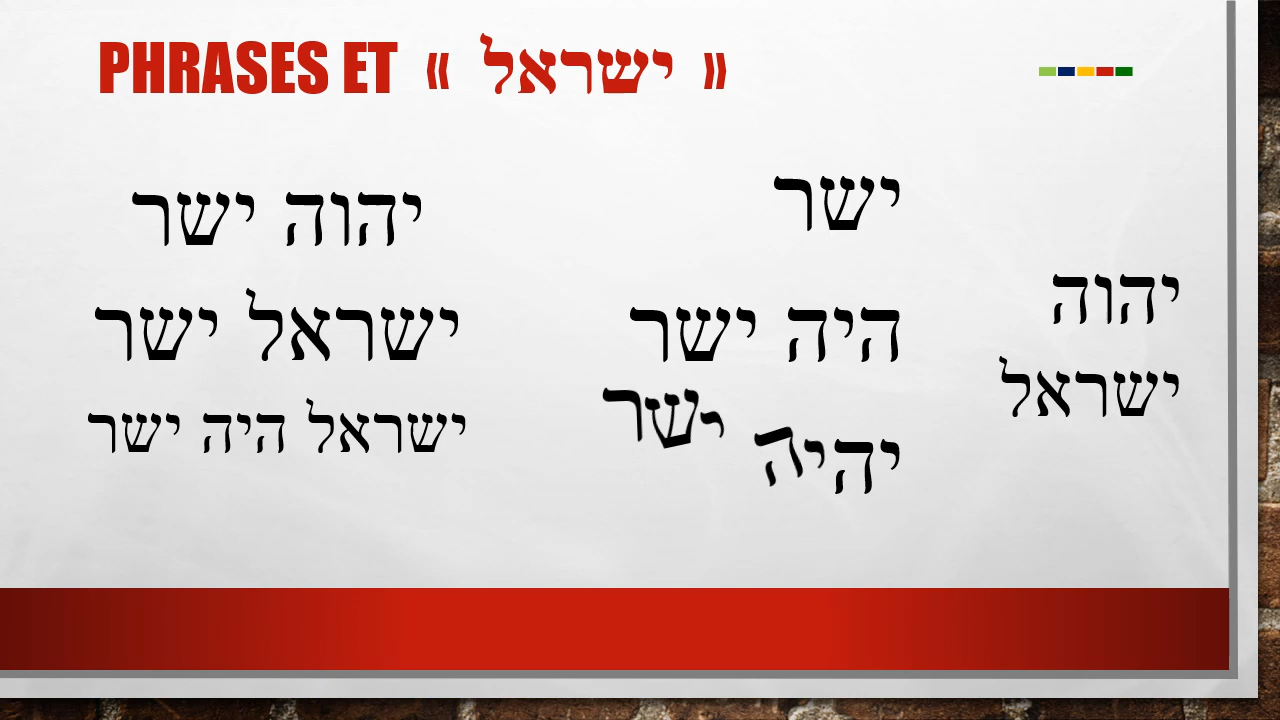 PHRASES ET « ישראל »
יהוה
ישראל
ישר
היה ישר
יהיה ישר
יהוה ישר
ישראל ישר
ישראל היה ישר